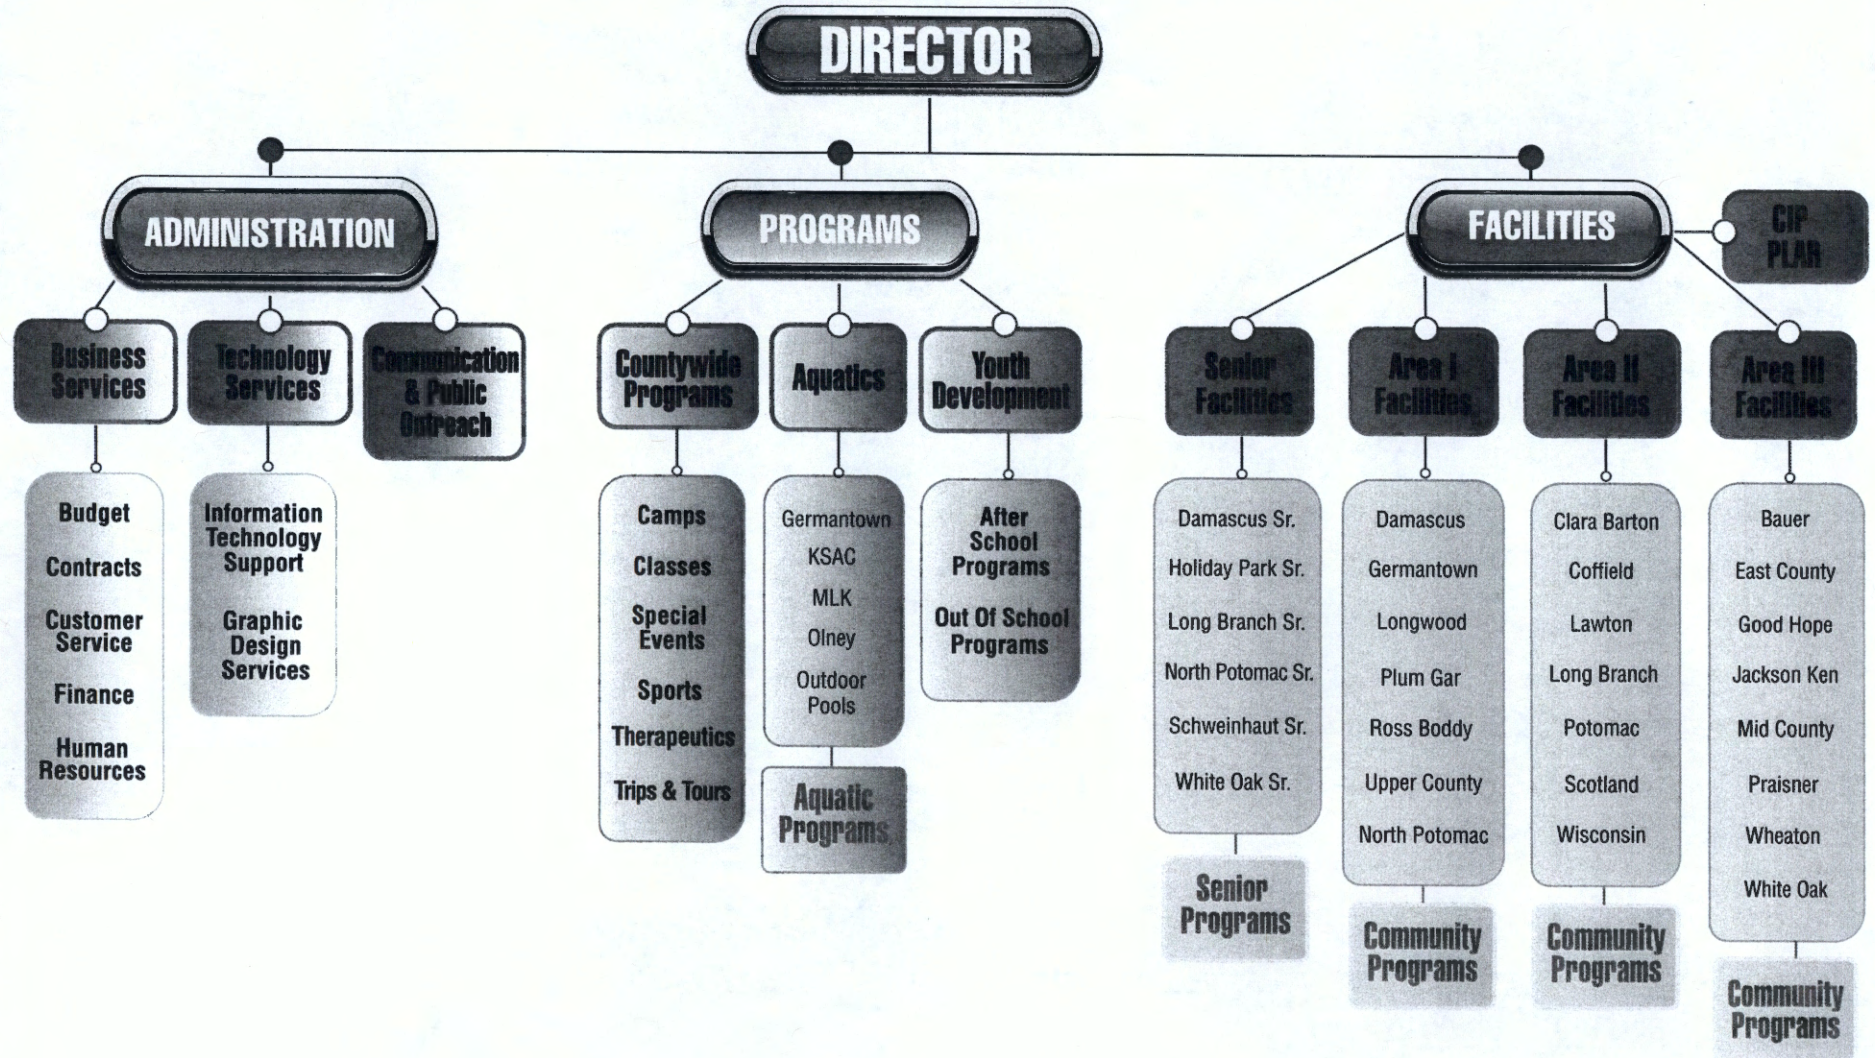 DIRECTOR
ADMINISTRATION
PROGRAMS
FACILITIES
CIP
PLAR
Business
Services
Technology
Services
Communication
& Public
Outreach
Countywide
Programs
Aquatics
Youth
Development
Senior
Facilities
Area I
Facilities
Area II
Facilities
Area III
Facilities
Budget
Contracts
Customer
Service
Finance
Human
Resources
Information
Technology
Support
Graphic
Design
Services
Camps
Classes
Special
Events
Sports
Therapeutics
Trips & Tours
Germantown
KSAC
MLK
Olney
Outdoor
Pools
Aquatic
Programs
After
School
Programs
Out Of School
Programs
Damascus Sr.
Holiday Park Sr.
Long Branch Sr.
North Potomac Sr.
Schweinhaut Sr.
White Oak Sr.
Senior
Programs
Damascus
Germantown
Longwood
Plum Gar
Ross Boddy
Upper County
North Potomac
Community
Programs
Clara Barton
Coffield
Lawton
Long Branch
Potomac
Scotland
Wisconsin
Community
Programs
Bauer
East County
Good Hope
Jackson Ken
Mid County
Praisner
Wheaton
White Oak
Community
Programs